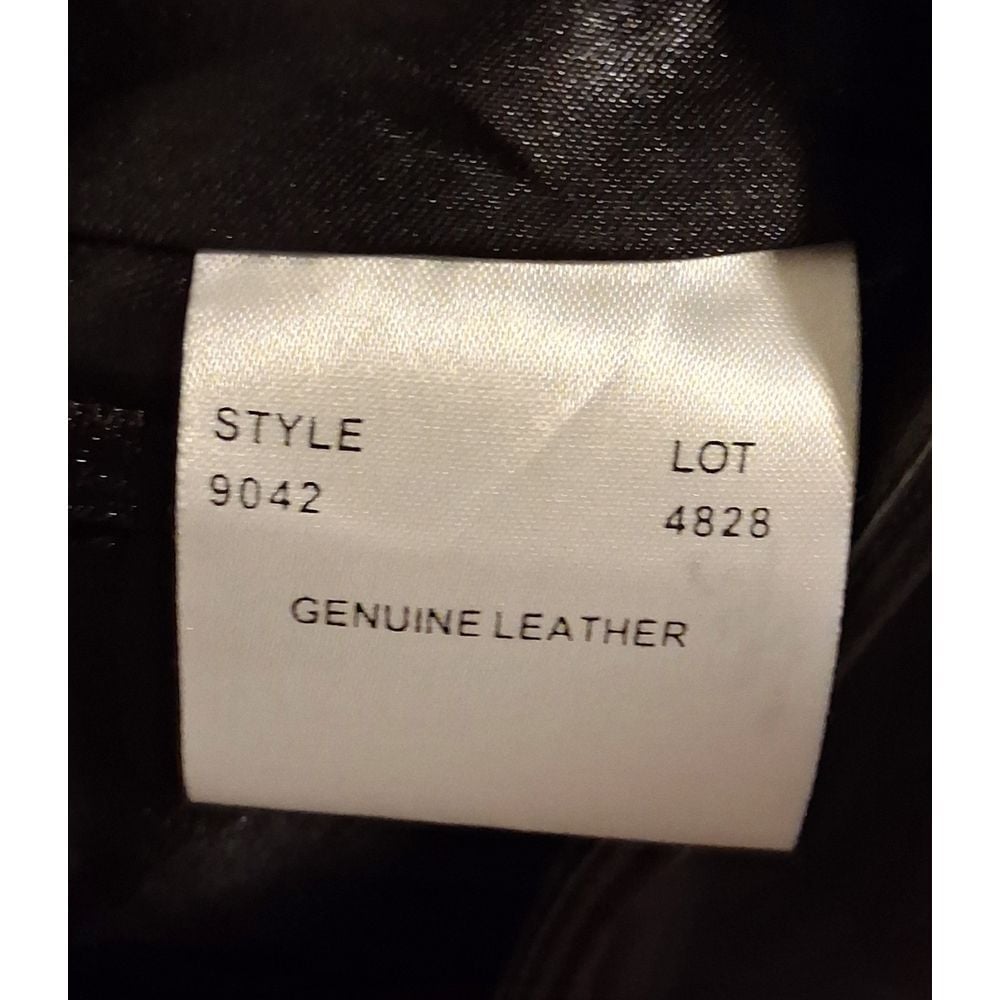 STYLE LOT
9042 4828
GENUINE LEATHER